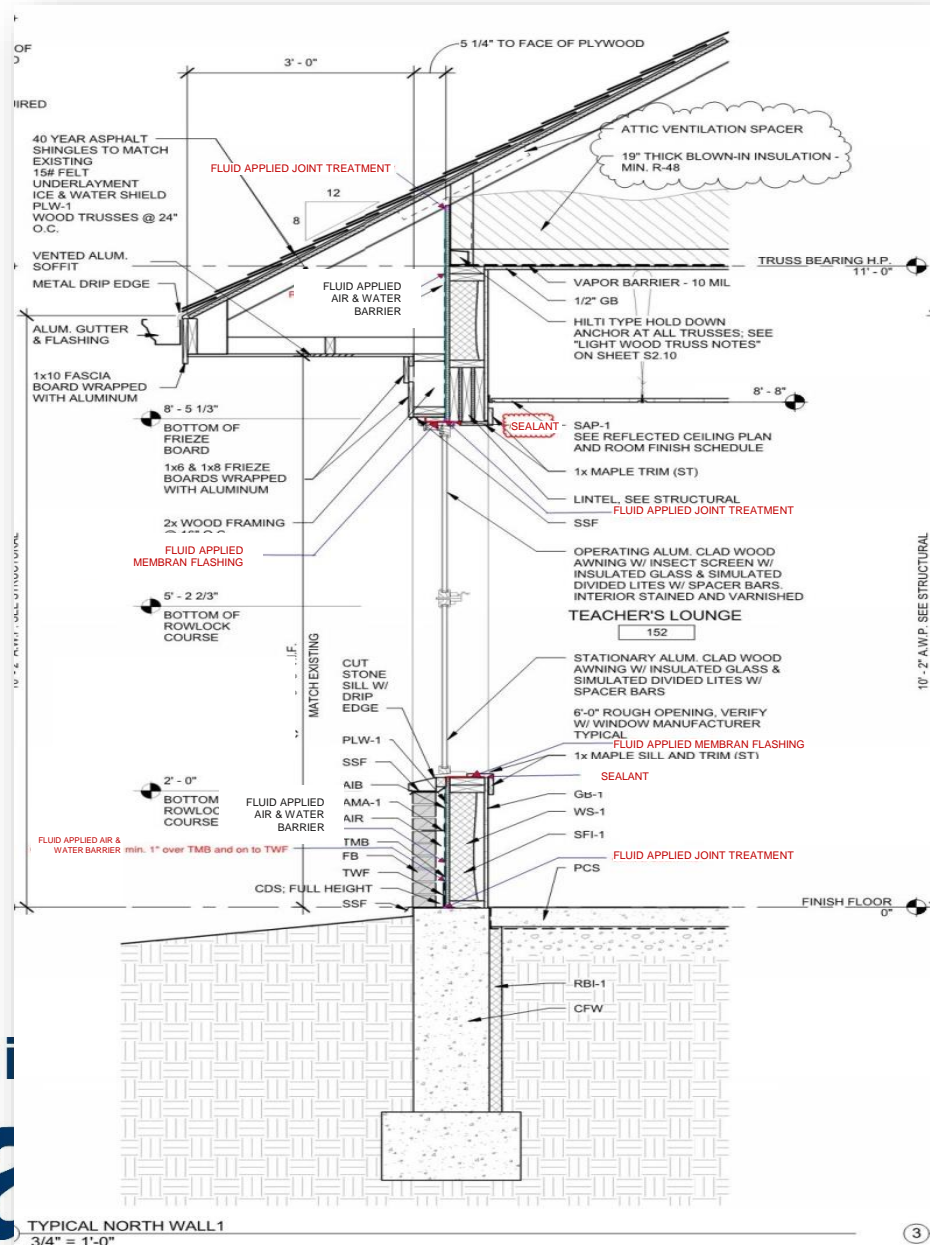 OF
5 1/4" TO FACE OF PLYWOOD
3' - 0"
40 YEAR ASPHALT
SHINGLES TO MATCH
EXISTING
15# FELT
UNDERLAYMENT
ICE & WATER SHIELD
PLW-1
WOOD TRUSSES @ 24"
O.C.
FLUID APPLIED JOINT TREATMENT
12
8
ATTIC VENTILATION SPACER
19" THICK BLOWN-IN INSULATION -
MIN. R-48
VENTED ALUM.
SOFFIT
METAL DRIP EDGE
FLUID APPLIED
AIR & WATER
BARRIER
TRUSS BEARING H.P.
11' - 0"
VAPOR BARRIER - 10 MIL
1/2" GB
HILTI TYPE HOLD DOWN
ANCHOR AT ALL TRUSSES; SEE
"LIGHT WOOD TRUSS NOTES"
ON SHEET S2.10
ALUM. GUTTER
& FLASHING
1x10 FASCIA
BOARD WRAPPED
WITH ALUMINUM
8' - 8"
8' - 5 1/3"
BOTTOM OF
FRIEZE
BOARD
SEALANT
SAP-1
SEE REFLECTED CEILING PLAN
AND ROOM FINISH SCHEDULE
1x6 & 1x8 FRIEZE
BOARDS WRAPPED
WITH ALUMINUM
1x MAPLE TRIM (ST)
LINTEL, SEE STRUCTURAL
FLUID APPLIED JOINT TREATMENT
SSF
2x WOOD FRAMING
FLUID APPLIED
MEMBRAN FLASHING
OPERATING ALUM. CLAD WOOD
AWNING W/ INSECT SCREEN W/
INSULATED GLASS & SIMULATED
DIVIDED LITES W/ SPACER BARS.
INTERIOR STAINED AND VARNISHED
5' - 2 2/3"
BOTTOM OF
ROWLOCK
COURSE
TEACHER'S LOUNGE
152
MATCH EXISTING
10' - 2" A.W.P. SEE STRUCTURAL
CUT
STONE
SILL W/
DRIP
EDGE
STATIONARY ALUM. CLAD WOOD
AWNING W/ INSULATED GLASS &
SIMULATED DIVIDED LITES W/
SPACER BARS
6'-0" ROUGH OPENING, VERIFY
W/ WINDOW MANUFACTURER
TYPICAL
FLUID APPLIED MEMBRAN FLASHING
1x MAPLE SILL AND TRIM (ST)
SEALANT
PLW-1
SSF
AIB
AMA-1
AIR
TMB
FB
TWF
CDS; FULL HEIGHT
SSF
2' - 0"
BOTTOM
COURSE
FLUID APPLIED
AIR & WATER
BARRIER
FLUID APPLIED AIR &
WATER BARRIER min. 1" over TMB and on to TWF
GB-1
WS-1
SFI-1
FLUID APPLIED JOINT TREATMENT
PCS
FINISH FLOOR
0"
RBI-1
CFW
TYPICAL NORTH WALL1
3/4" = 1'-0"
3